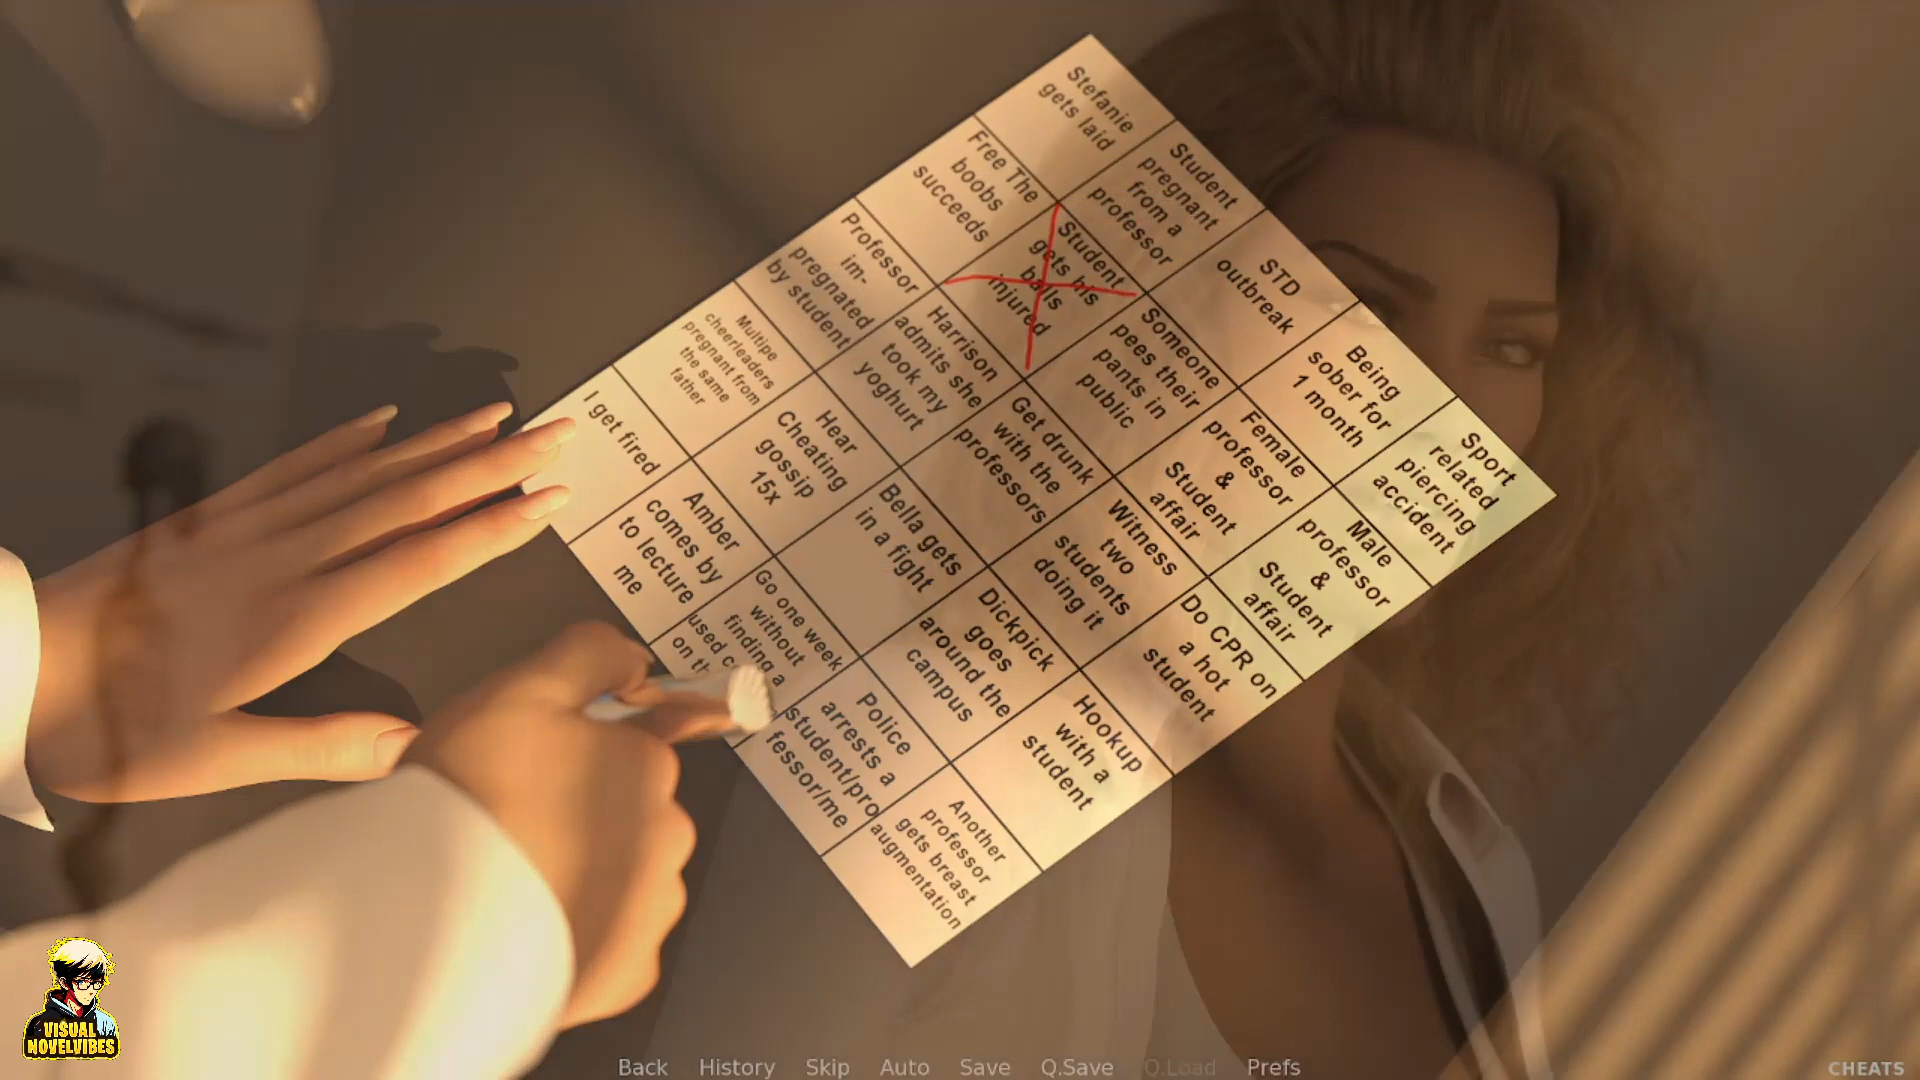 Stefanie
gets laid
Student
pregnant
from a
professor
STD
outbreak
Being
sober for
1 month
Sport
related
piercing
accident
Free The
boobs
succeeds
Student
gets his
balls
injured
Someone
pees their
pants in
public
Female
professor
&
Student
affair
Male
professor
&
Student
affair
Professor
im-
pregnated
by student
Harrison
admits she
took my
yoghurt
Get drunk
with the
professors
Witness
two
students
doing it
Do CPR on
a hot
student
Multipe
cheerleaders
pregnant from
the same
father
Hear
Cheating
gossip
15x
Bella gets
in a fight
Dickpick
goes
around the
campus
Hookup
with a
student
I get fired
Amber
comes by
to lecture
me
Go one week
without
finding a
used
on
Police
arrests a
student/pro
fessor/me
Another
professor
gets breast
augmentation
VISUAL
NOVELVIBES
Back History Skip Auto Save Q.Save Q.Load Prefs
CHEATS